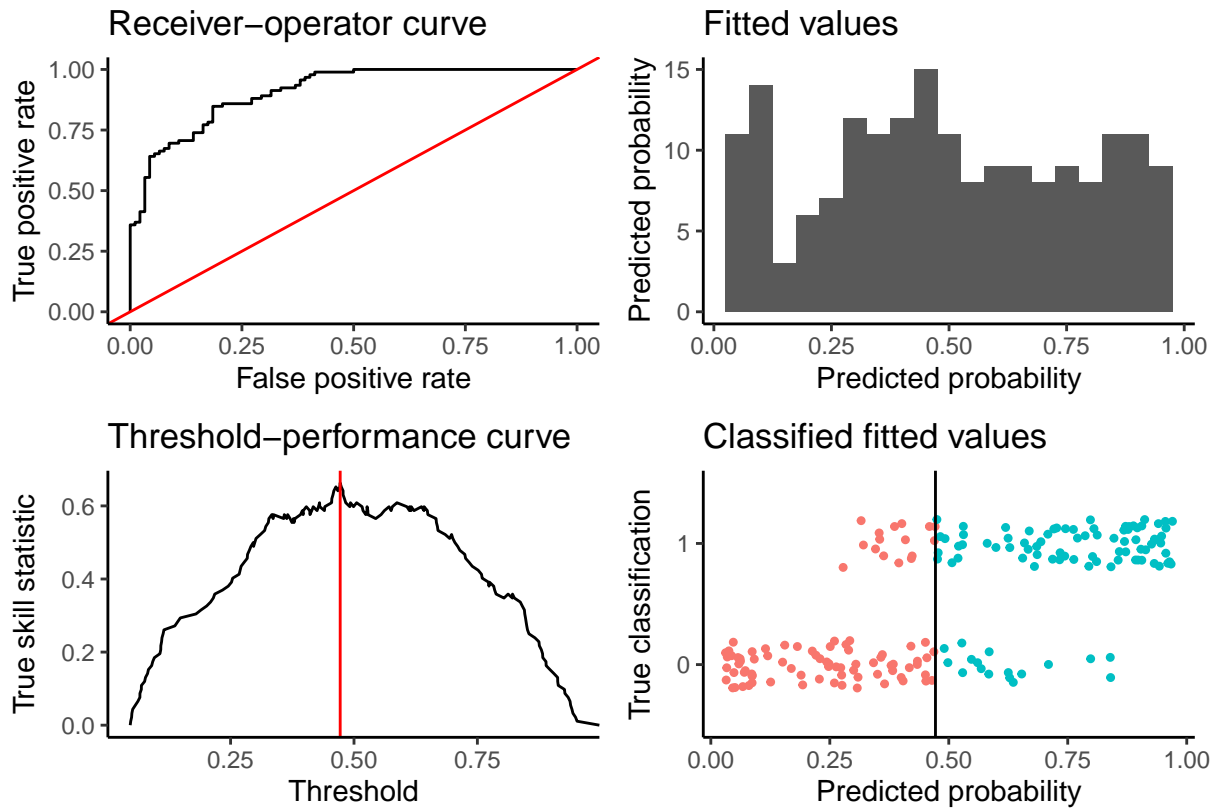 Receiver−operator curve
True positive rate
1.00
0.75
0.50
0.25
0.00
0.00 0.25 0.50 0.75 1.00
False positive rate
Fitted values
Predicted probability
15
10
5
0
0.00 0.25 0.50 0.75 1.00
Predicted probability
Threshold−performance curve
True skill statistic
0.6
0.4
0.2
0.0
0.25 0.50 0.75
Threshold
Classified fitted values
True classification
1
0
0.00 0.25 0.50 0.75 1.00
Predicted probability